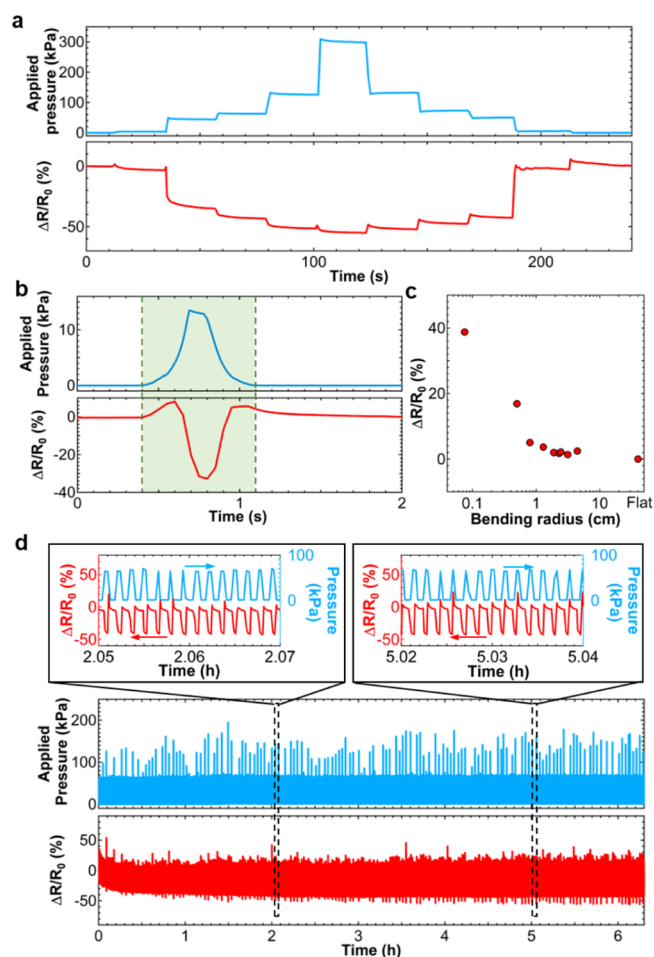 a
Applied
pressure (kPa)
300
200
100
0
ΔR/R0 (%)
0
-50
0
100
200
Time (s)
b
Applied
Pressure (kPa)
10
0
ΔR/R0 (%)
0
-20
-40
0
1
2
Time (s)
c
ΔR/R0 (%)
40
20
0
0.1
1
10
Flat
Bending radius (cm)
d
ΔR/R0 (%)
50
0
-50
100
0
Pressure
(kPa)
2.05
2.06
2.07
Time (h)
ΔR/R0 (%)
50
0
-50
100
0
Pressure
(kPa)
5.02
5.03
5.04
Time (h)
Applied
Pressure (kPa)
200
100
0
ΔR/R0 (%)
50
0
-50
0
1
2
3
4
5
6
Time (h)